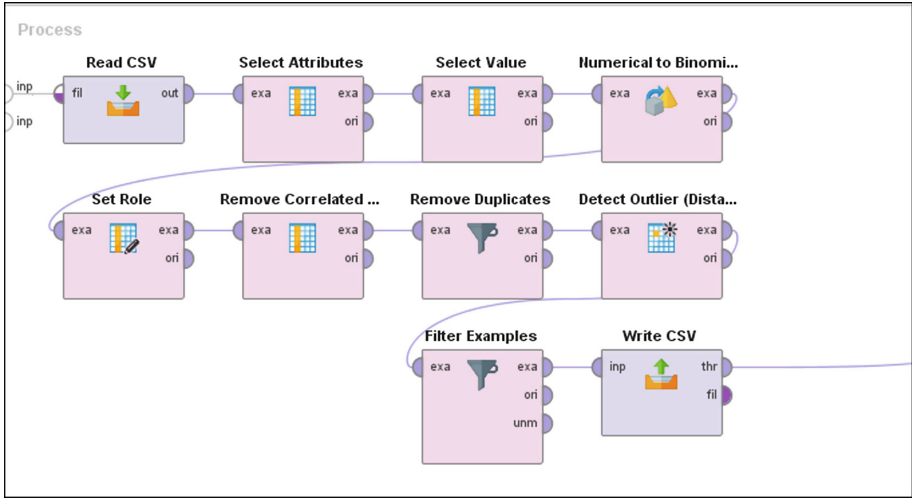 Process
Read CSV Select Attributes Select Value Numerical to Binomi...
inp fil out exa exa exa exa exa exa
inp ori ori ori
Set Role Remove Correlated ... Remove Duplicates Detect Outlier (Dista...
exa exa exa exa exa exa exa exa
ori ori ori ori
Filter Examples Write CSV
exa exa inp thr
ori fil
unm